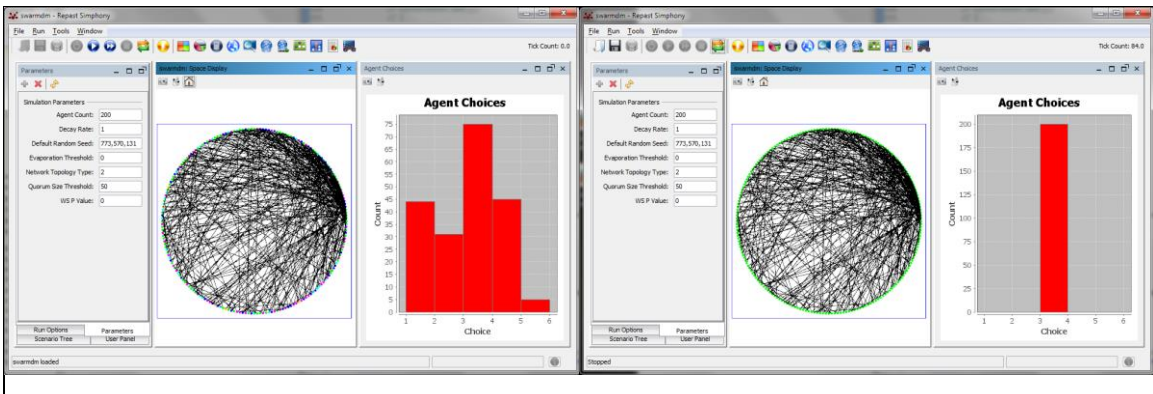 swarmdm - Repast Simphony
File Run Tools Window
Tick Count: 0.0
Parameters
Simulation Parameters
Agent Count: 200
Decay Rate: 1
Default Random Seed: 773,570,131
Evaporation Threshold: 0
Network Topology Type: 2
Quorum Size Threshold: 50
WS P Value: 0
Run Options Parameters
Scenario Tree User Panel
swarmdm loaded
swarmdm: Space Display
Agent Choices
Agent Choices
75
70
65
60
55
50
45
40
35
30
25
20
15
10
5
0
Count
1 2 3 4 5 6
Choice
swarmdm - Repast Simphony
File Run Tools Window
Tick Count: 84.0
Parameters
Simulation Parameters
Agent Count: 200
Decay Rate: 1
Default Random Seed: 773,570,131
Evaporation Threshold: 0
Network Topology Type: 2
Quorum Size Threshold: 50
WS P Value: 0
Run Options Parameters
Scenario Tree User Panel
Stopped
swarmdm: Space Display
Agent Choices
Agent Choices
200
175
150
125
100
75
50
25
0
Count
1 2 3 4 5 6
Choice